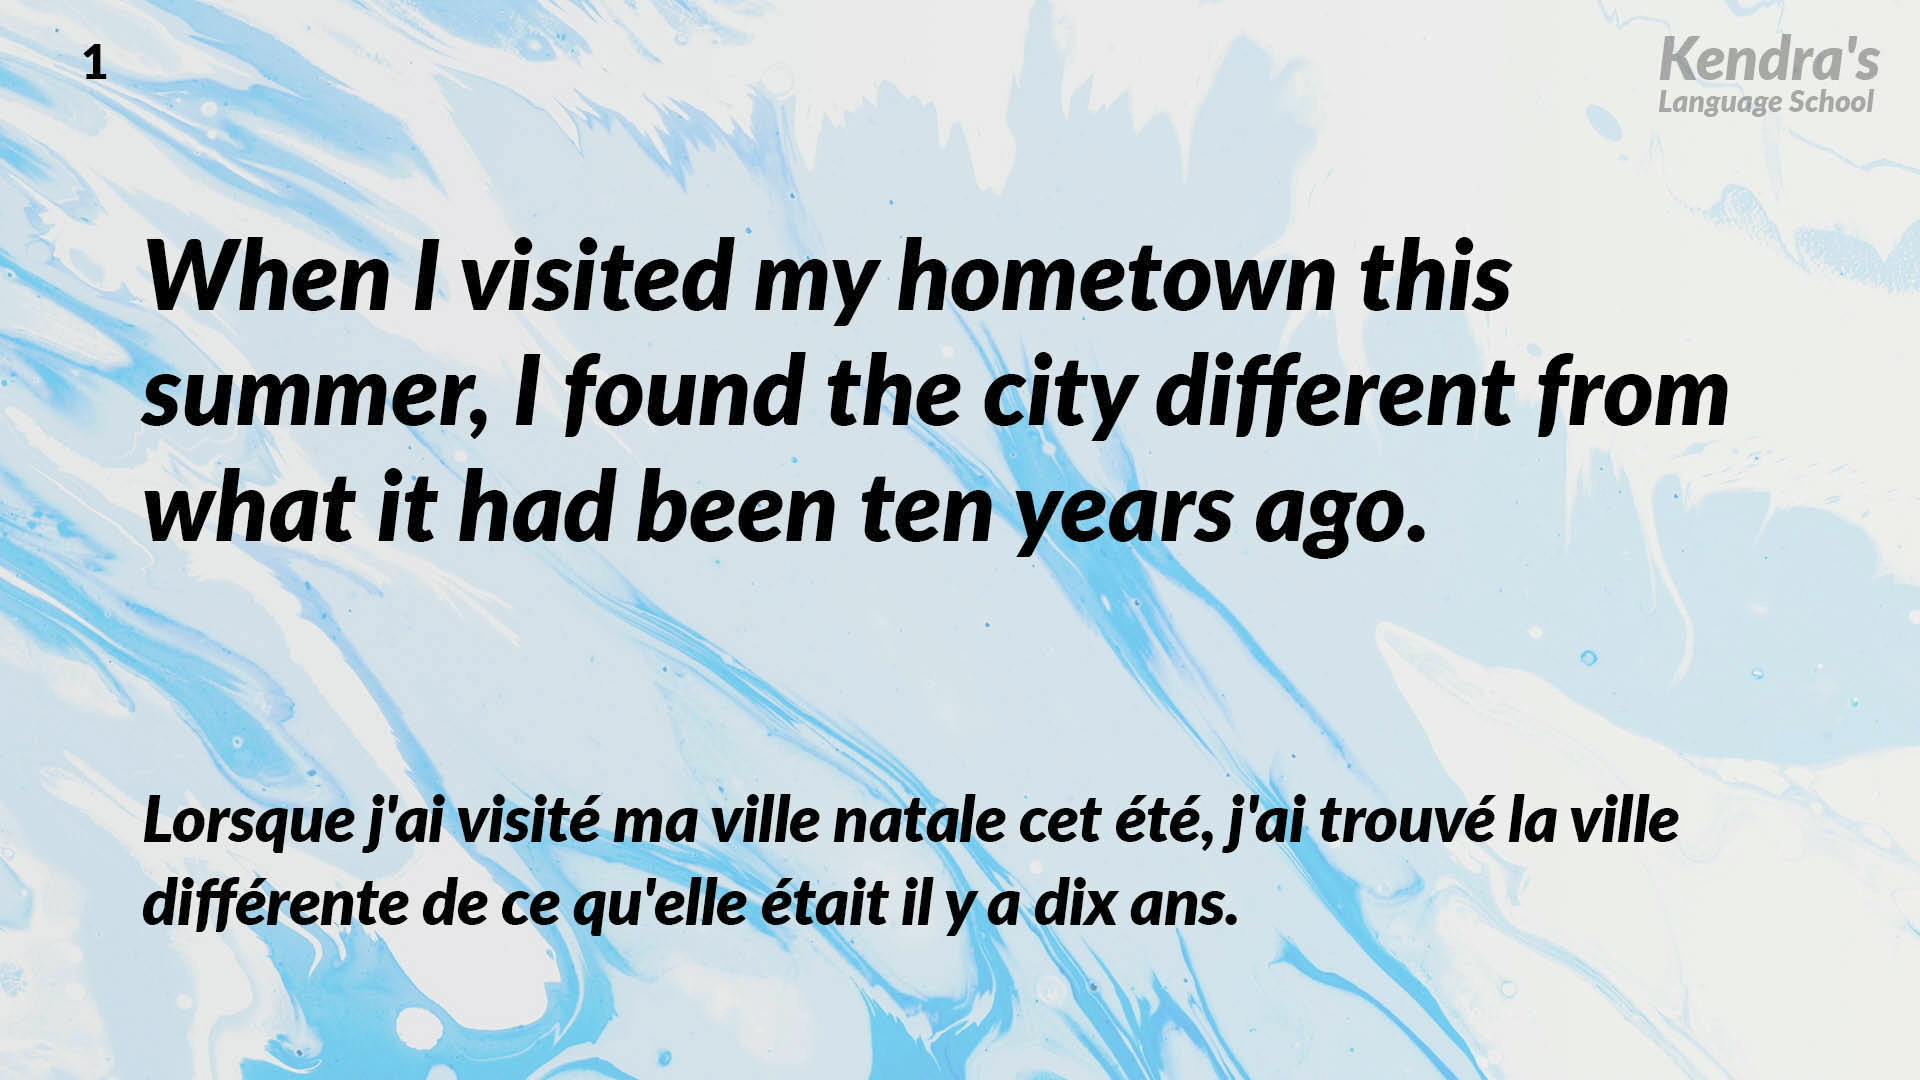 1
Kendra's
Language School
When I visited my hometown this
summer, I found the city different from
what it had been ten years ago.
Lorsque j'ai visité ma ville natale cet été, j'ai trouvé la ville
différente de ce qu'elle était il y a dix ans.